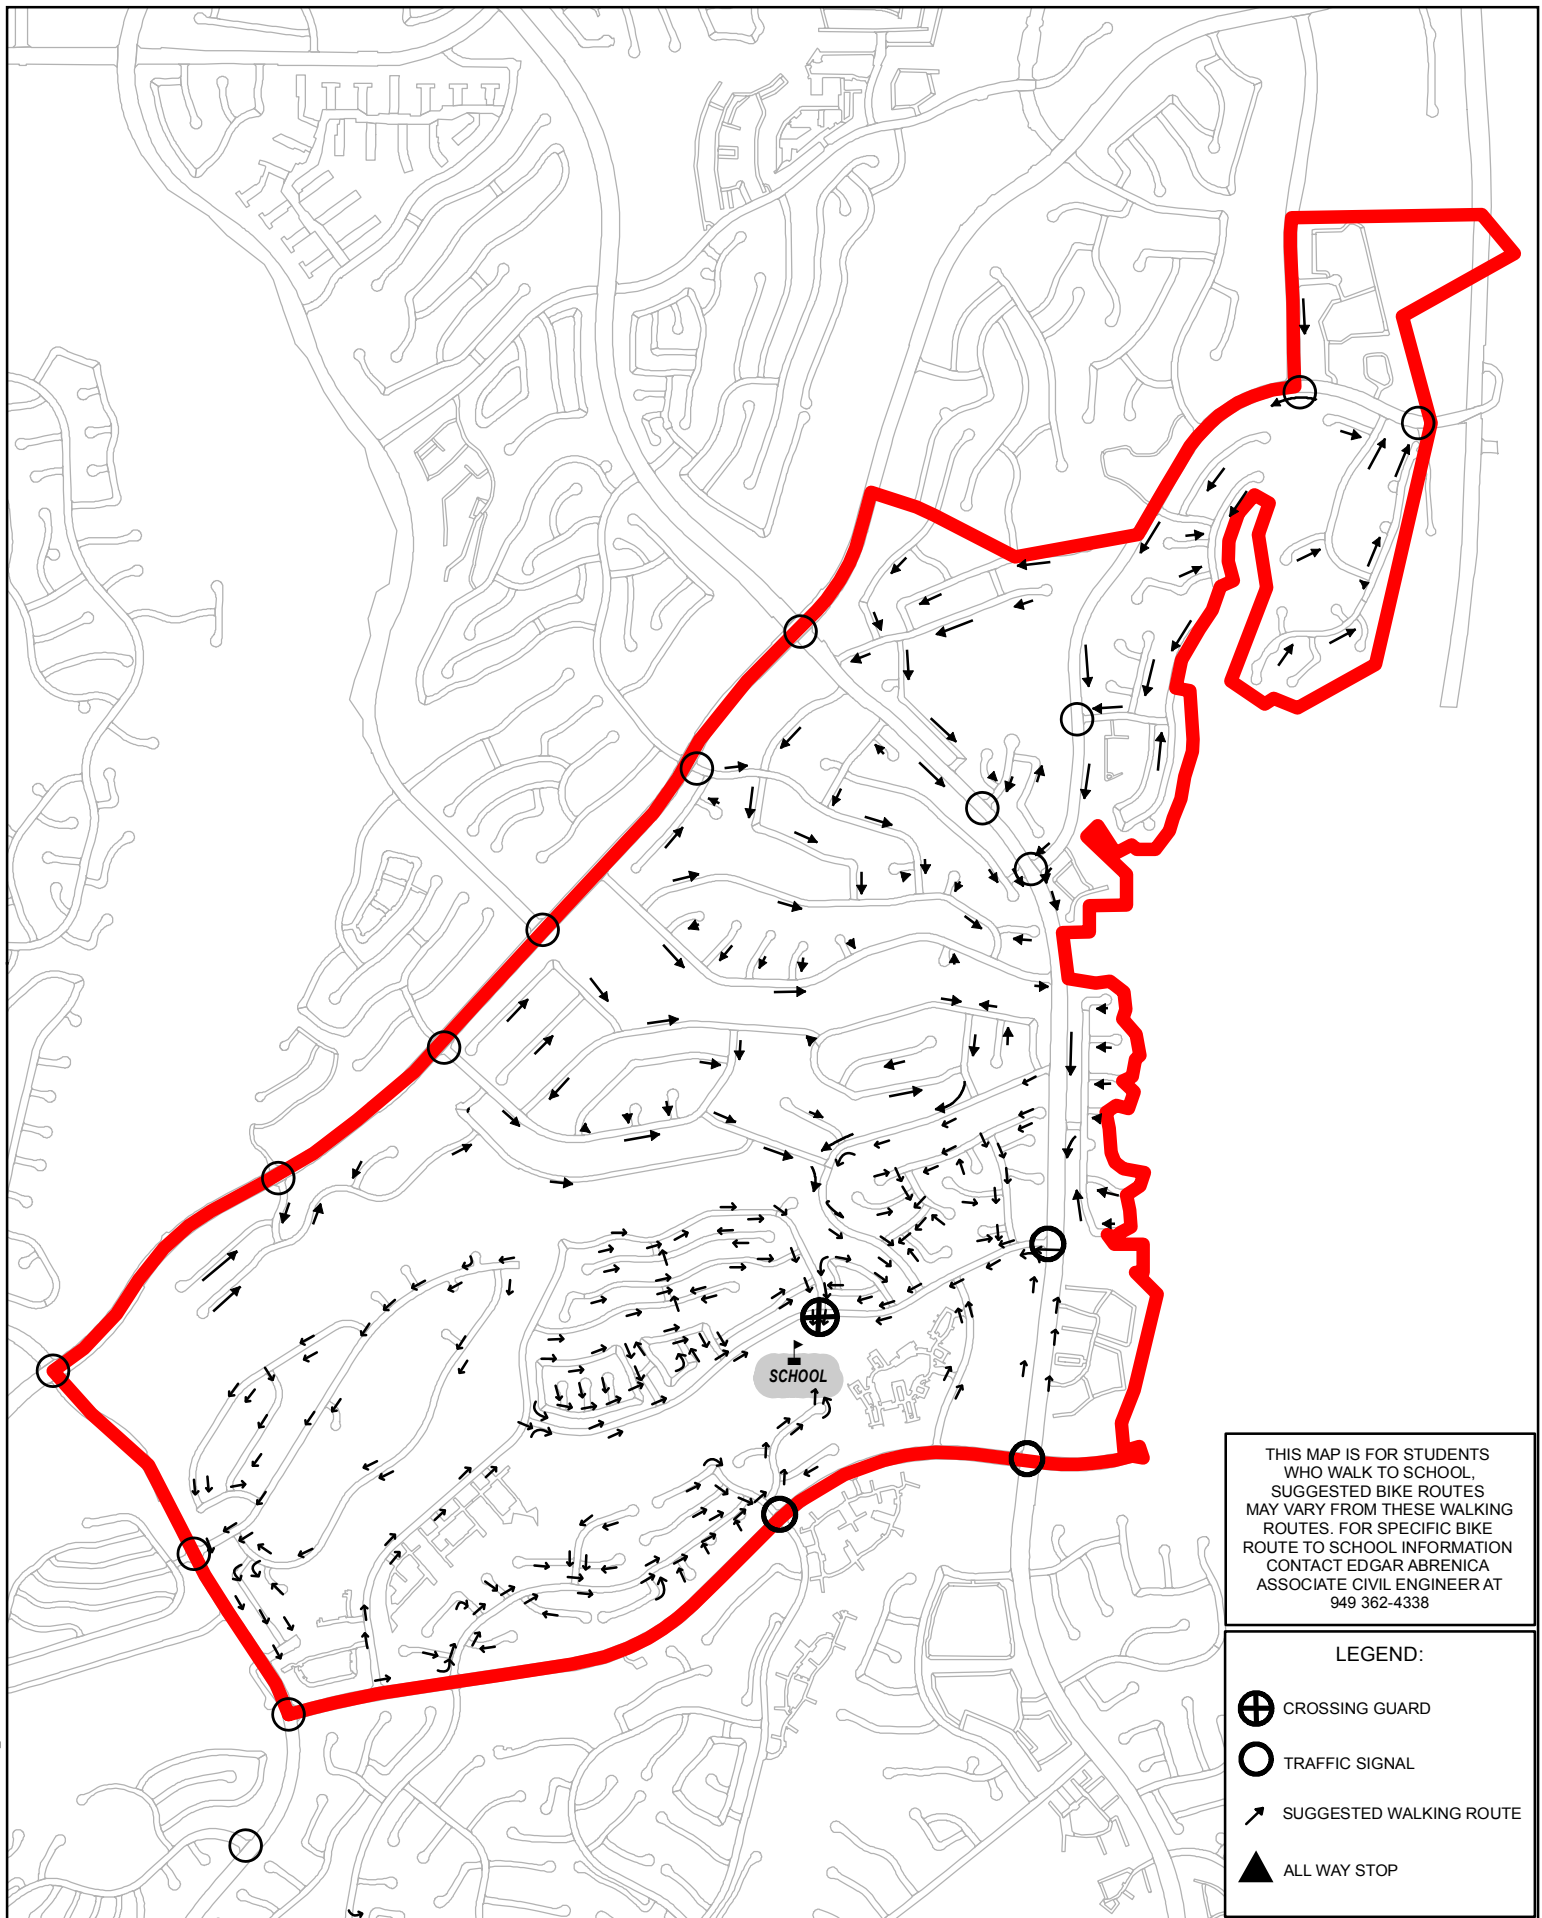 SCHOOL
THIS MAP IS FOR STUDENTS
WHO WALK TO SCHOOL,
SUGGESTED BIKE ROUTES
MAY VARY FROM THESE WALKING
ROUTES. FOR SPECIFIC BIKE
ROUTE TO SCHOOL INFORMATION
CONTACT EDGAR ABRENICA
ASSOCIATE CIVIL ENGINEER AT
949 362-4338
LEGEND:
CROSSING GUARD
TRAFFIC SIGNAL
SUGGESTED WALKING ROUTE
ALL WAY STOP